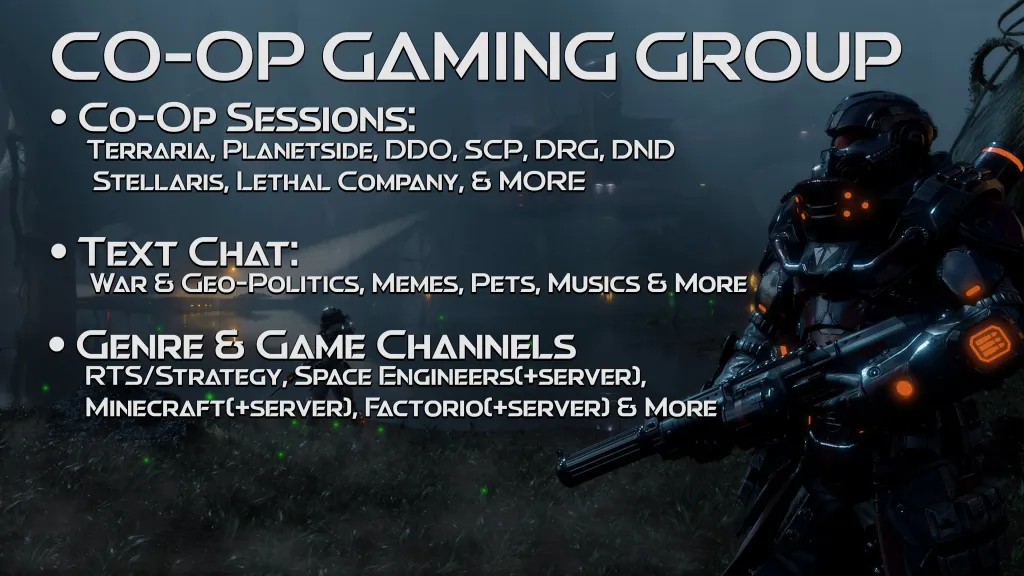 CO-OP GAMING GROUP
• CO-OP SESSIONS:
TERRARIA, PLANETSIDE, DDO, SCP, DRG, DND
STELLARIS, LETHAL COMPANY, & MORE
• TEXT CHAT:
WAR & GEO-POLITICS, MEMES, PETS, MUSICS & MORE
• GENRE & GAME CHANNELS
RTS/STRATEGY, SPACE ENGINEERS(+SERVER),
MINECRAFT(+SERVER), FACTORIO(+SERVER) & MORE